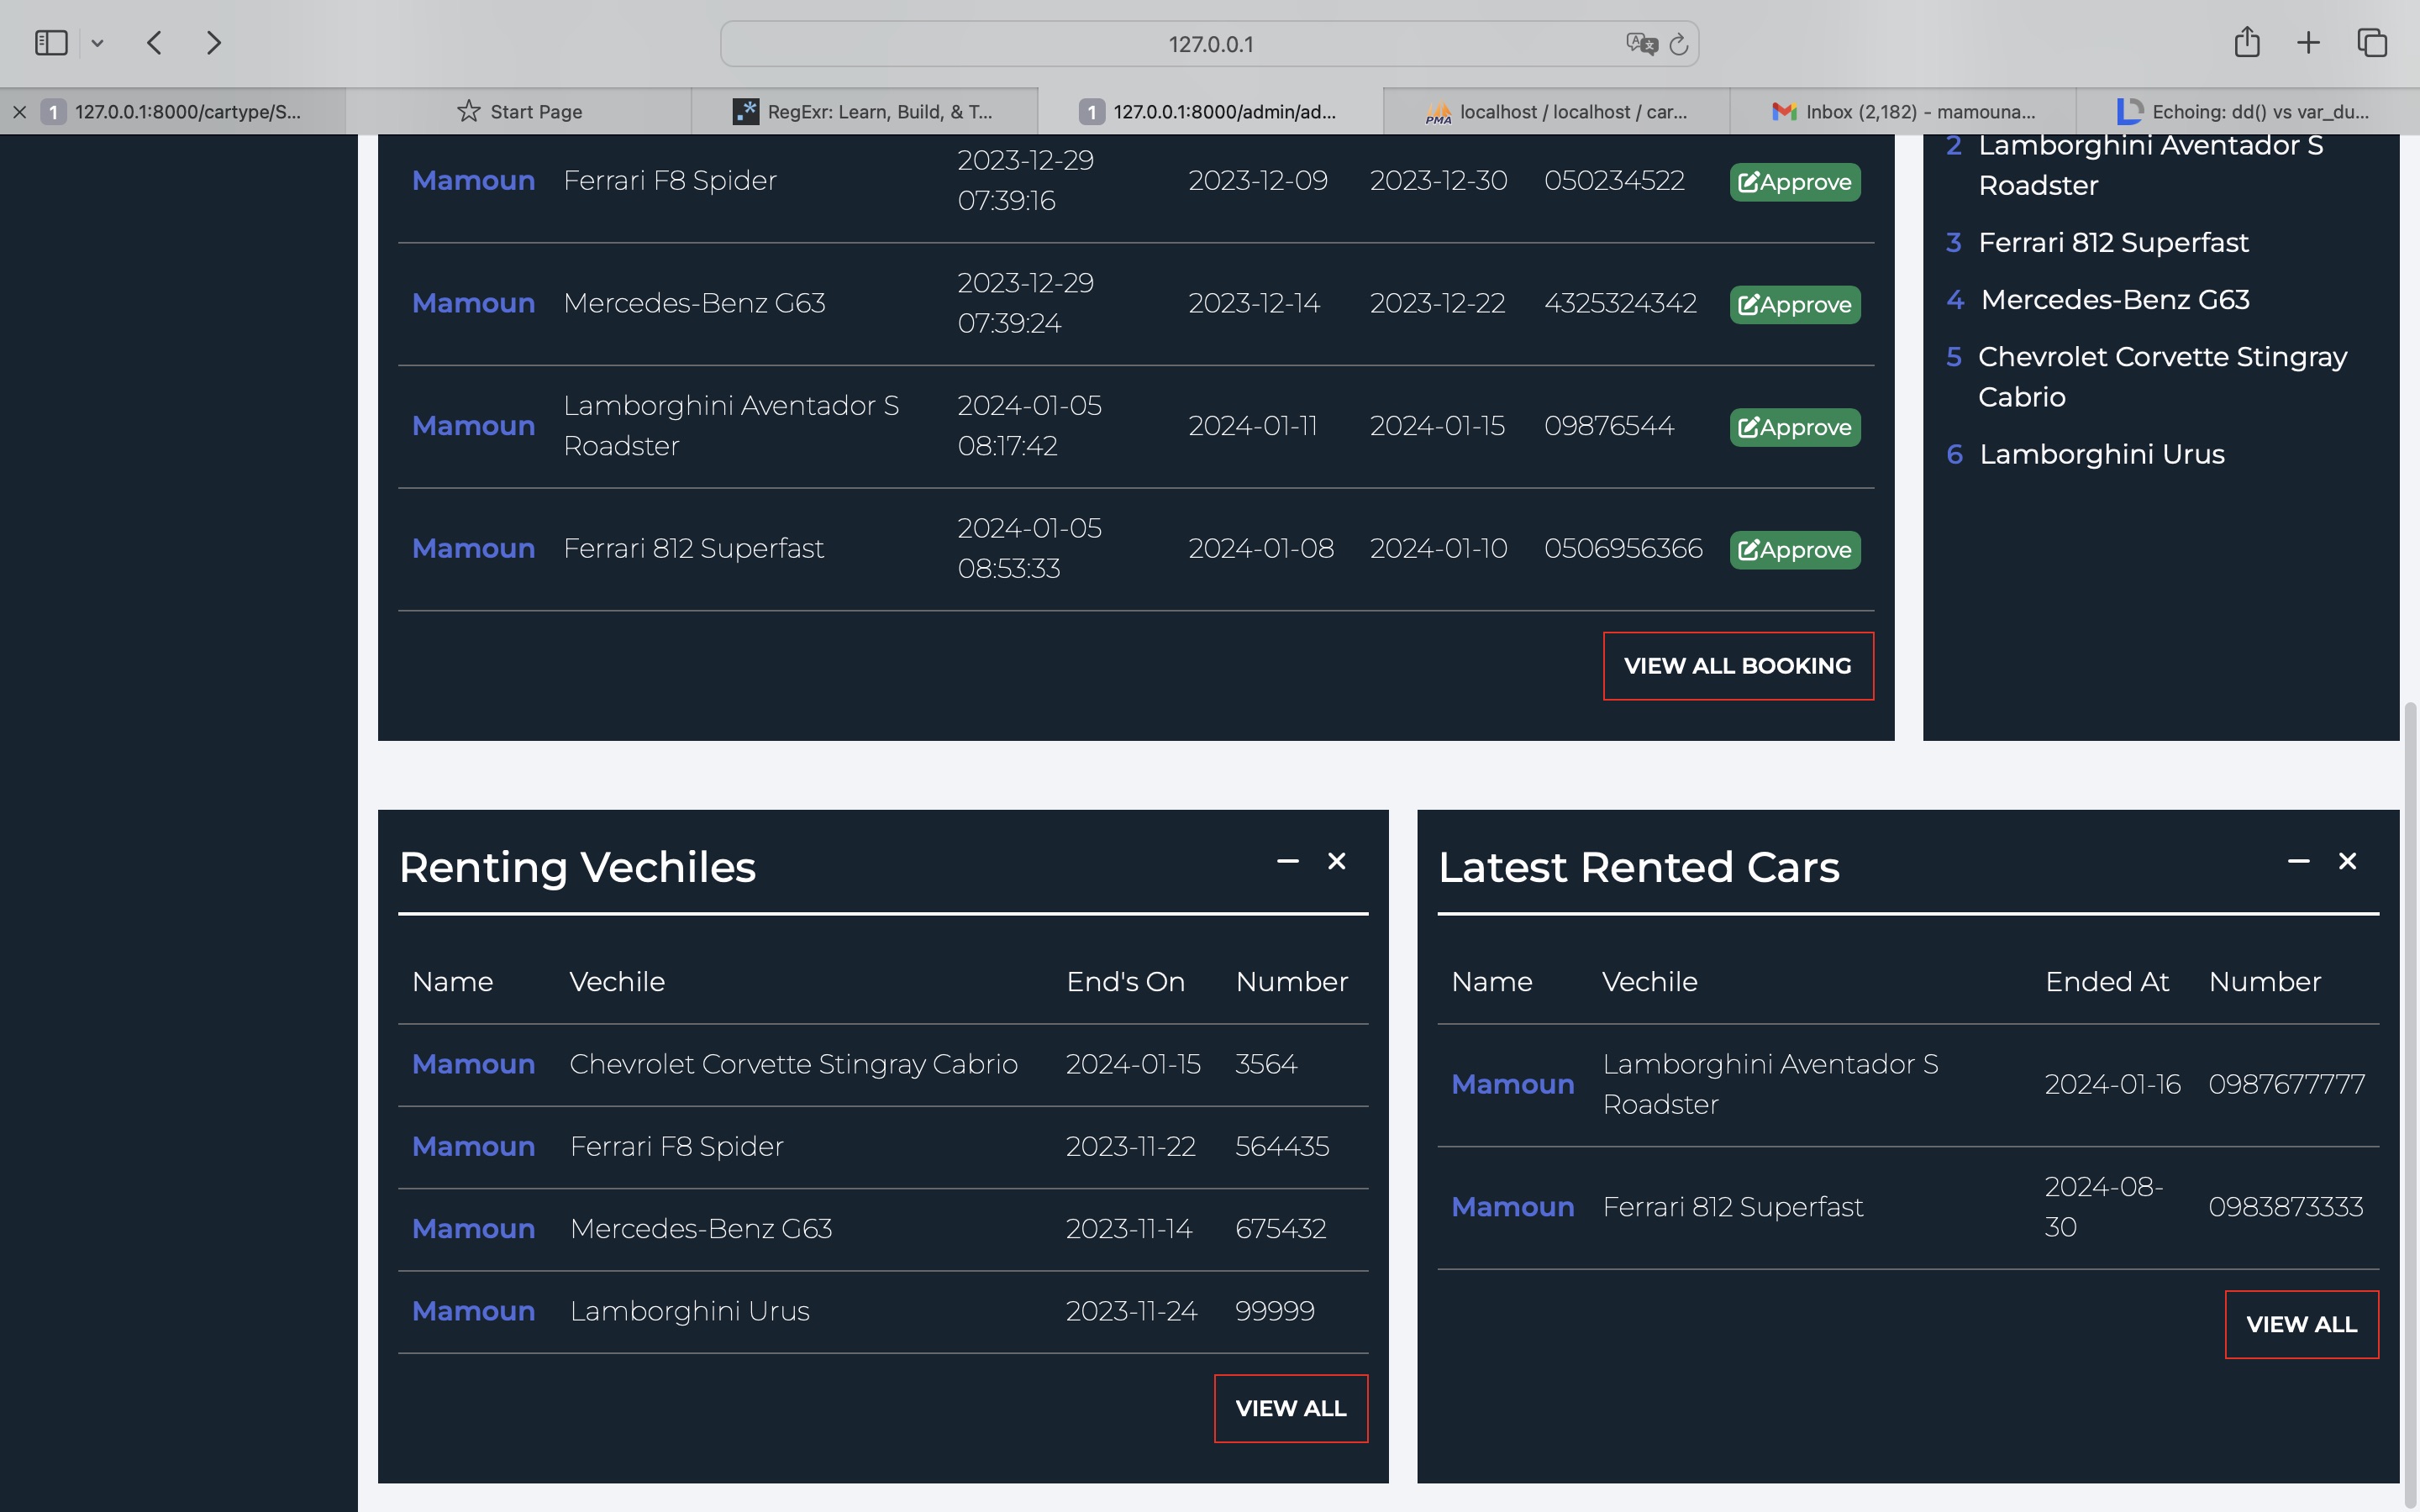 127.0.0.1
1 127.0.0.1:8000/cartype/S...
Start Page
RegExr: Learn, Build, & T...
1 127.0.0.1:8000/admin/ad...
PMA localhost / localhost / car...
Inbox (2,182) - mamouna...
Echoing: dd() vs var_du...
Mamoun Ferrari F8 Spider 2023-12-29 07:39:16 2023-12-09 2023-12-30 050234522 Approve
Mamoun Mercedes-Benz G63 2023-12-29 07:39:24 2023-12-14 2023-12-22 4325324342 Approve
Mamoun Lamborghini Aventador S Roadster 2024-01-05 08:17:42 2024-01-11 2024-01-15 09876544 Approve
Mamoun Ferrari 812 Superfast 2024-01-05 08:53:33 2024-01-08 2024-01-10 0506956366 Approve
VIEW ALL BOOKING
2 Lamborghini Aventador S
Roadster
3 Ferrari 812 Superfast
4 Mercedes-Benz G63
5 Chevrolet Corvette Stingray
Cabrio
6 Lamborghini Urus
Renting Vechiles
Name Vechile End's On Number
Mamoun Chevrolet Corvette Stingray Cabrio 2024-01-15 3564
Mamoun Ferrari F8 Spider 2023-11-22 564435
Mamoun Mercedes-Benz G63 2023-11-14 675432
Mamoun Lamborghini Urus 2023-11-24 99999
VIEW ALL
Latest Rented Cars
Name Vechile Ended At Number
Mamoun Lamborghini Aventador S Roadster 2024-01-16 0987677777
Mamoun Ferrari 812 Superfast 2024-08-30 0983873333
VIEW ALL